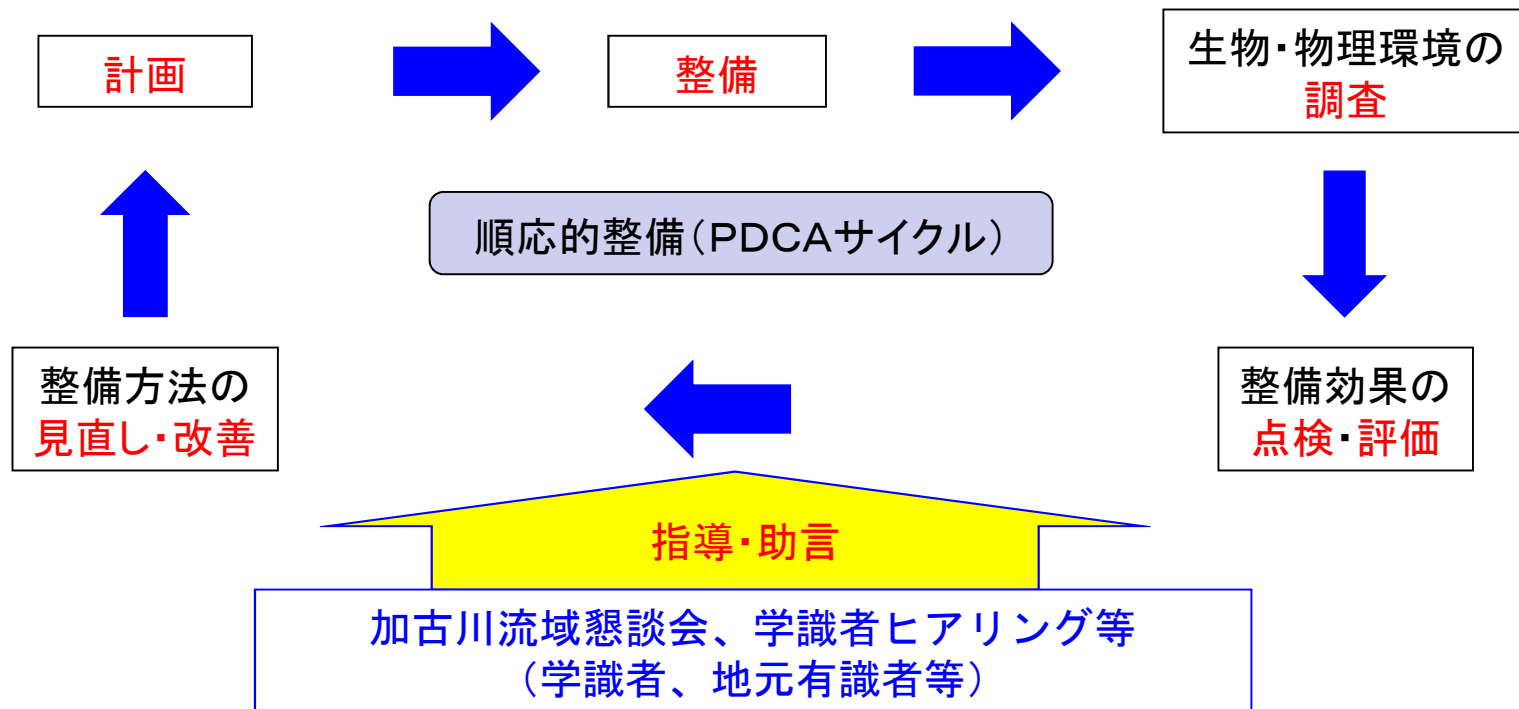 計画
整備
生物・物理環境の
調査
順応的整備（ＰＤＣＡサイクル）
整備方法の
見直し・改善
整備効果の
点検・評価
指導・助言
加古川流域懇談会、学識者ヒアリング等
（学識者、地元有識者等）